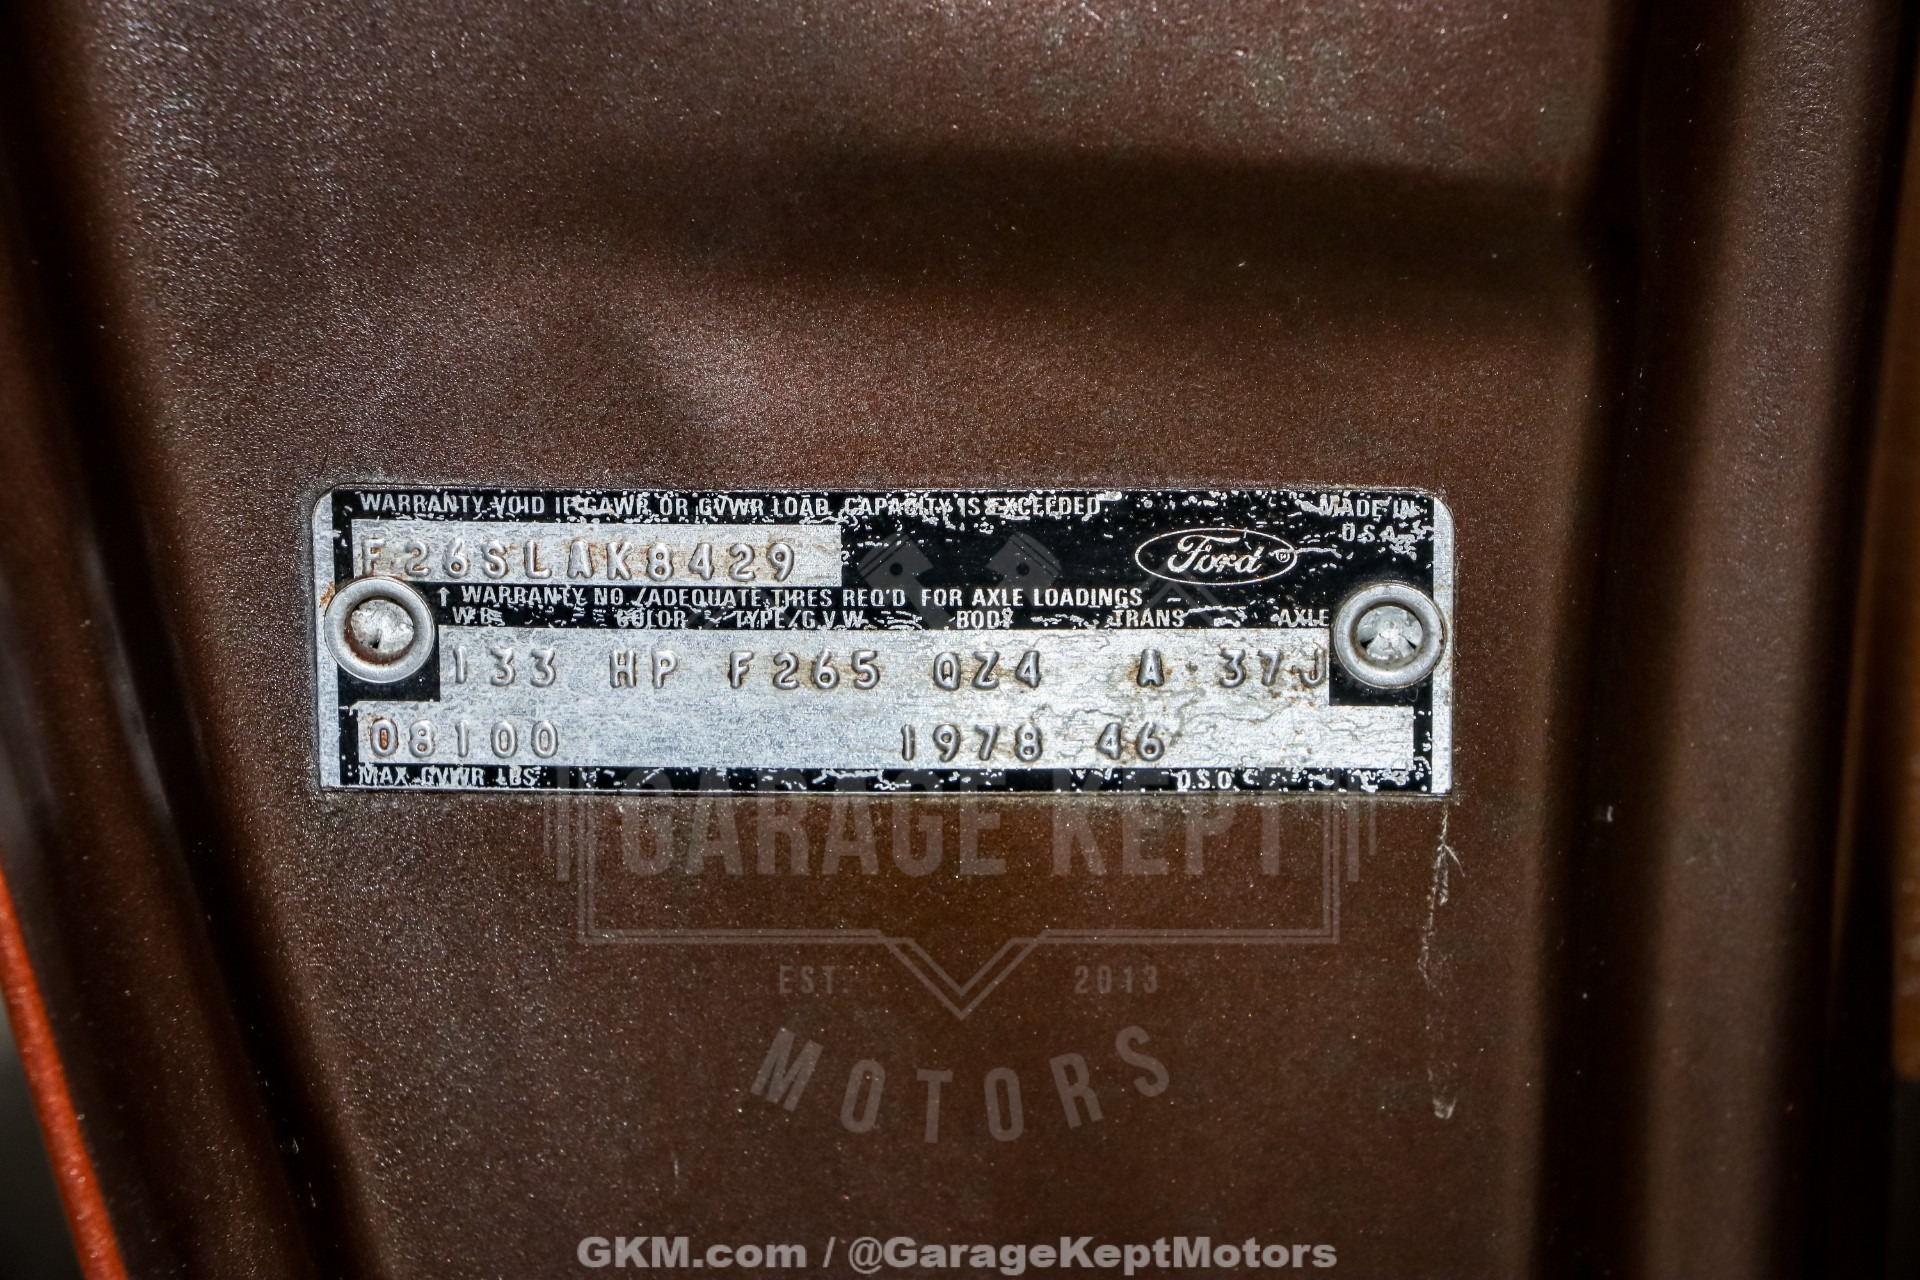 WARRANTY VOID IF GAWR OR GVWR LOAD CAPACITY IS EXCEEDED
MADE IN
U.S.A.
F26SLAK8429
Ford
↑ WARRANTY NO./ADEQUATE TIRES REQ'D FOR AXLE LOADINGS
WB COLOR TYPE/G.V.W. BODY TRANS AXLE
133 HP F265 QZ4 A 37J
08100 1978 46
MAX. GVWR LBS. D.S.O.
GARAGE KEPT
EST. 2013
MOTORS
GKM.com / @GarageKeptMotors